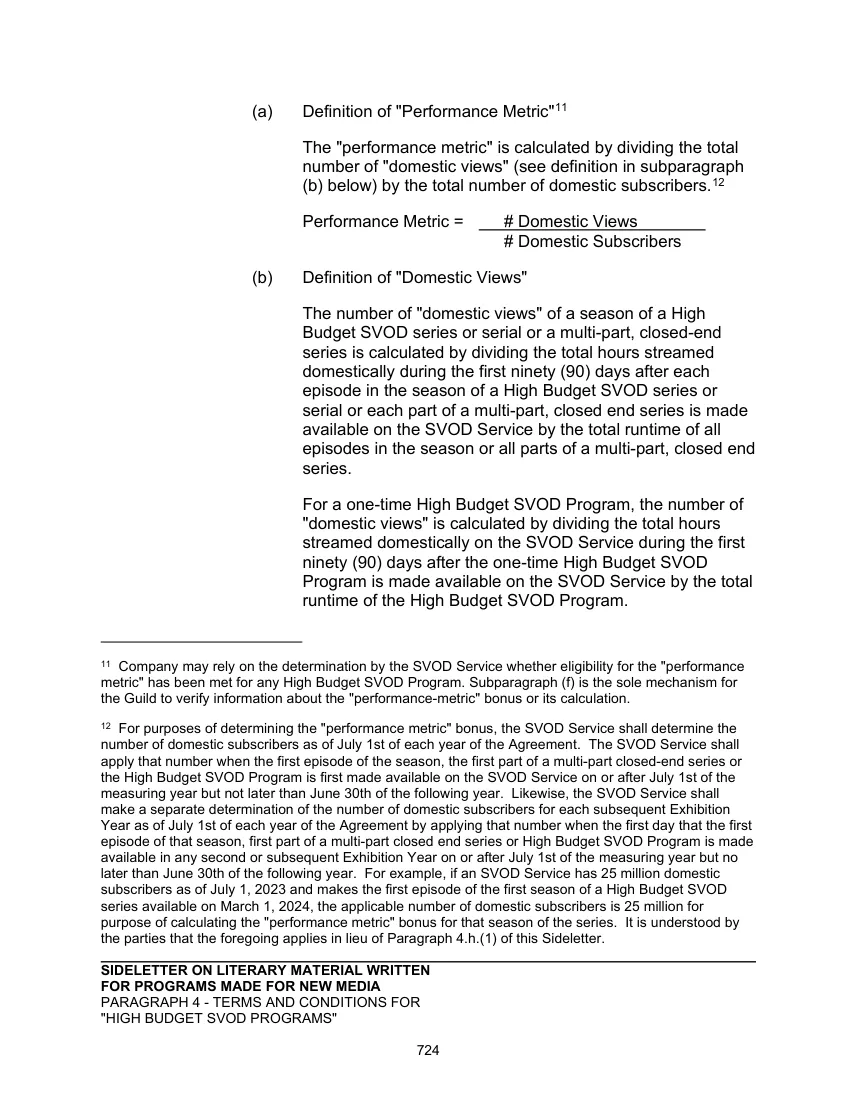 (a) Definition of "Performance Metric"11
The "performance metric" is calculated by dividing the total
number of "domestic views" (see definition in subparagraph
(b) below) by the total number of domestic subscribers.12
Performance Metric = # Domestic Views
# Domestic Subscribers
(b) Definition of "Domestic Views"
The number of "domestic views" of a season of a High
Budget SVOD series or serial or a multi-part, closed-end
series is calculated by dividing the total hours streamed
domestically during the first ninety (90) days after each
episode in the season of a High Budget SVOD series or
serial or each part of a multi-part, closed end series is made
available on the SVOD Service by the total runtime of all
episodes in the season or all parts of a multi-part, closed end
series.
For a one-time High Budget SVOD Program, the number of
"domestic views" is calculated by dividing the total hours
streamed domestically on the SVOD Service during the first
ninety (90) days after the one-time High Budget SVOD
Program is made available on the SVOD Service by the total
runtime of the High Budget SVOD Program.
11 Company may rely on the determination by the SVOD Service whether eligibility for the "performance
metric" has been met for any High Budget SVOD Program. Subparagraph (f) is the sole mechanism for
the Guild to verify information about the "performance-metric" bonus or its calculation.
12 For purposes of determining the "performance metric" bonus, the SVOD Service shall determine the
number of domestic subscribers as of July 1st of each year of the Agreement. The SVOD Service shall
apply that number when the first episode of the season, the first part of a multi-part closed-end series or
the High Budget SVOD Program is first made available on the SVOD Service on or after July 1st of the
measuring year but not later than June 30th of the following year. Likewise, the SVOD Service shall
make a separate determination of the number of domestic subscribers for each subsequent Exhibition
Year as of July 1st of each year of the Agreement by applying that number when the first day that the first
episode of that season, first part of a multi-part closed end series or High Budget SVOD Program is made
available in any second or subsequent Exhibition Year on or after July 1st of the measuring year but no
later than June 30th of the following year. For example, if an SVOD Service has 25 million domestic
subscribers as of July 1, 2023 and makes the first episode of the first season of a High Budget SVOD
series available on March 1, 2024, the applicable number of domestic subscribers is 25 million for
purpose of calculating the "performance metric" bonus for that season of the series. It is understood by
the parties that the foregoing applies in lieu of Paragraph 4.h.(1) of this Sideletter.
SIDELETTER ON LITERARY MATERIAL WRITTEN
FOR PROGRAMS MADE FOR NEW MEDIA
PARAGRAPH 4 - TERMS AND CONDITIONS FOR
"HIGH BUDGET SVOD PROGRAMS"
724